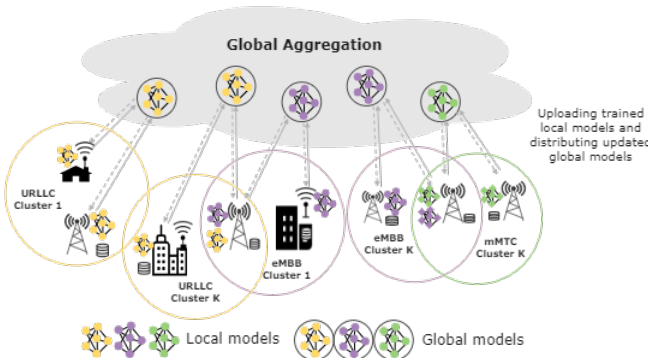 Global Aggregation
Uploading trained
local models and
distributing updated
global models
URLLC
Cluster 1
URLLC
Cluster K
eMBB
Cluster 1
eMBB
Cluster K
mMTC
Cluster K
Local models
Global models